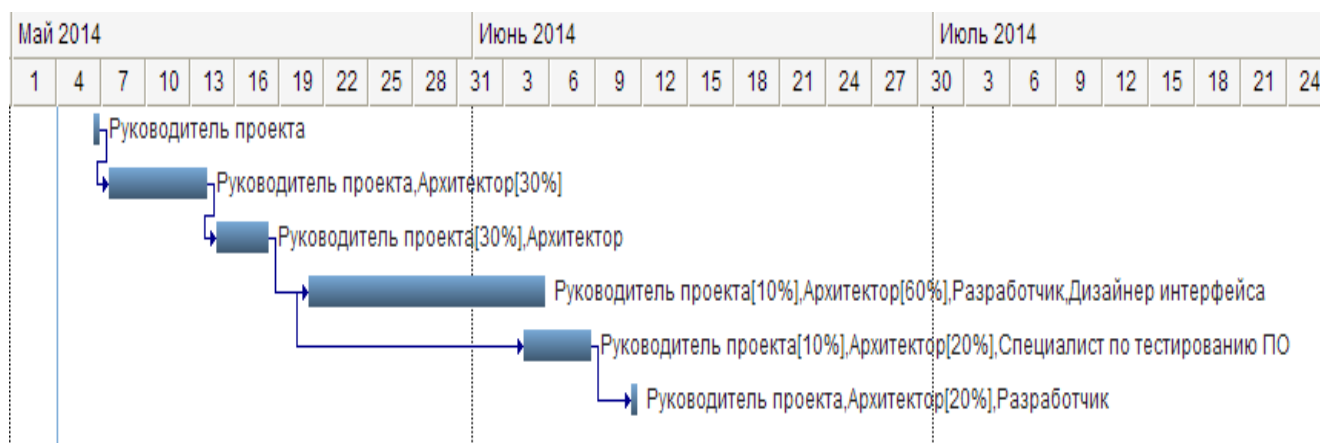 Май 2014 Июнь 2014 Июль 2014
1 4 7 10 13 16 19 22 25 28 31 3 6 9 12 15 18 21 24 27 30 3 6 9 12 15 18 21 24
Руководитель проекта
Руководитель проекта,Архитектор[30%]
Руководитель проекта[30%],Архитектор
Руководитель проекта[10%],Архитектор[60%],Разработчик,Дизайнер интерфейса
Руководитель проекта[10%],Архитектор[20%],Специалист по тестированию ПО
Руководитель проекта,Архитектор[20%],Разработчик